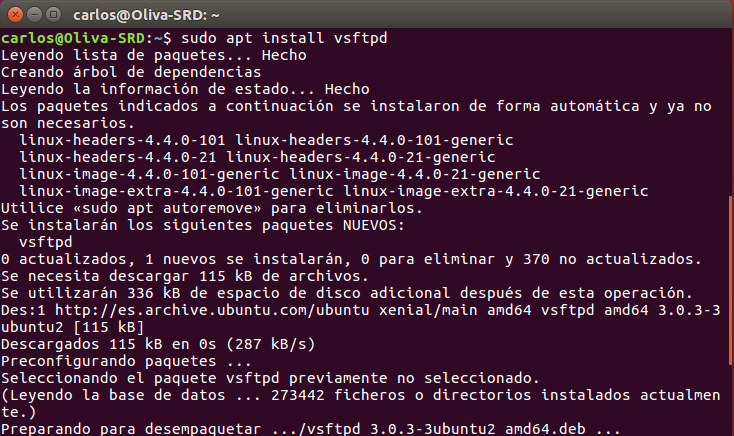 carlos@Oliva-SRD: ~
carlos@Oliva-SRD:~$ sudo apt install vsftpd
Leyendo lista de paquetes... Hecho
Creando árbol de dependencias
Leyendo la información de estado... Hecho
Los paquetes indicados a continuación se instalaron de forma automática y ya no
son necesarios.
  linux-headers-4.4.0-101 linux-headers-4.4.0-101-generic
  linux-headers-4.4.0-21 linux-headers-4.4.0-21-generic
  linux-image-4.4.0-101-generic linux-image-4.4.0-21-generic
  linux-image-extra-4.4.0-101-generic linux-image-extra-4.4.0-21-generic
Utilice «sudo apt autoremove» para eliminarlos.
Se instalarán los siguientes paquetes NUEVOS:
  vsftpd
0 actualizados, 1 nuevos se instalarán, 0 para eliminar y 370 no actualizados.
Se necesita descargar 115 kB de archivos.
Se utilizarán 336 kB de espacio de disco adicional después de esta operación.
Des:1 http://es.archive.ubuntu.com/ubuntu xenial/main amd64 vsftpd amd64 3.0.3-3
ubuntu2 [115 kB]
Descargados 115 kB en 0s (287 kB/s)
Preconfigurando paquetes ...
Seleccionando el paquete vsftpd previamente no seleccionado.
(Leyendo la base de datos ... 273442 ficheros o directorios instalados actualmen
te.)
Preparando para desempaquetar .../vsftpd_3.0.3-3ubuntu2_amd64.deb ...